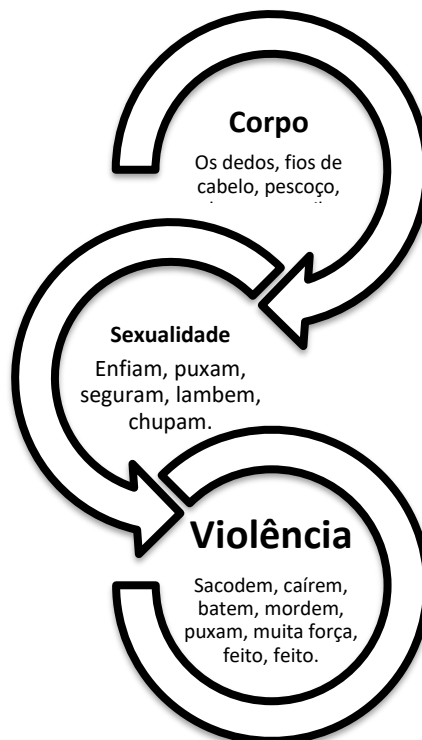 Corpo
Os dedos, fios de
cabelo, pescoço,
Sexualidade
Enfiam, puxam,
seguram, lambem,
chupam.
Violência
Sacodem, caírem,
batem, mordem,
puxam, muita força,
feito, feito.